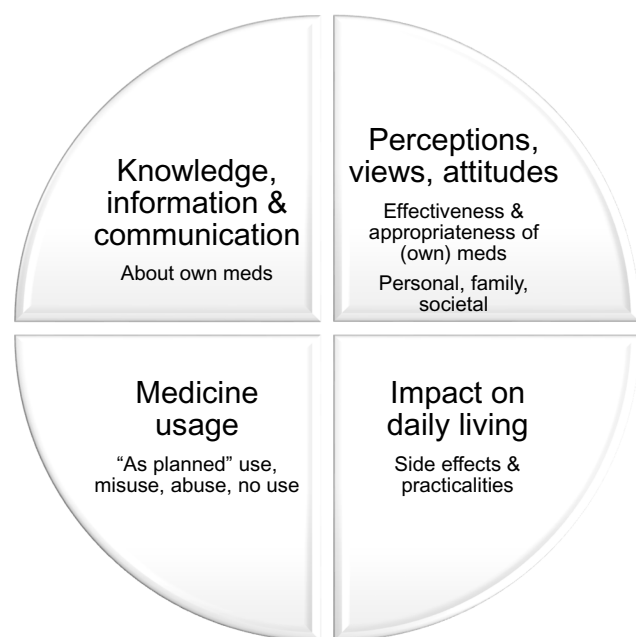 Knowledge,
information &
communication
About own meds
Perceptions,
views, attitudes
Effectiveness &
appropriateness of
(own) meds
Personal, family,
societal
Medicine
usage
“As planned” use,
misuse, abuse, no use
Impact on
daily living
Side effects &
practicalities